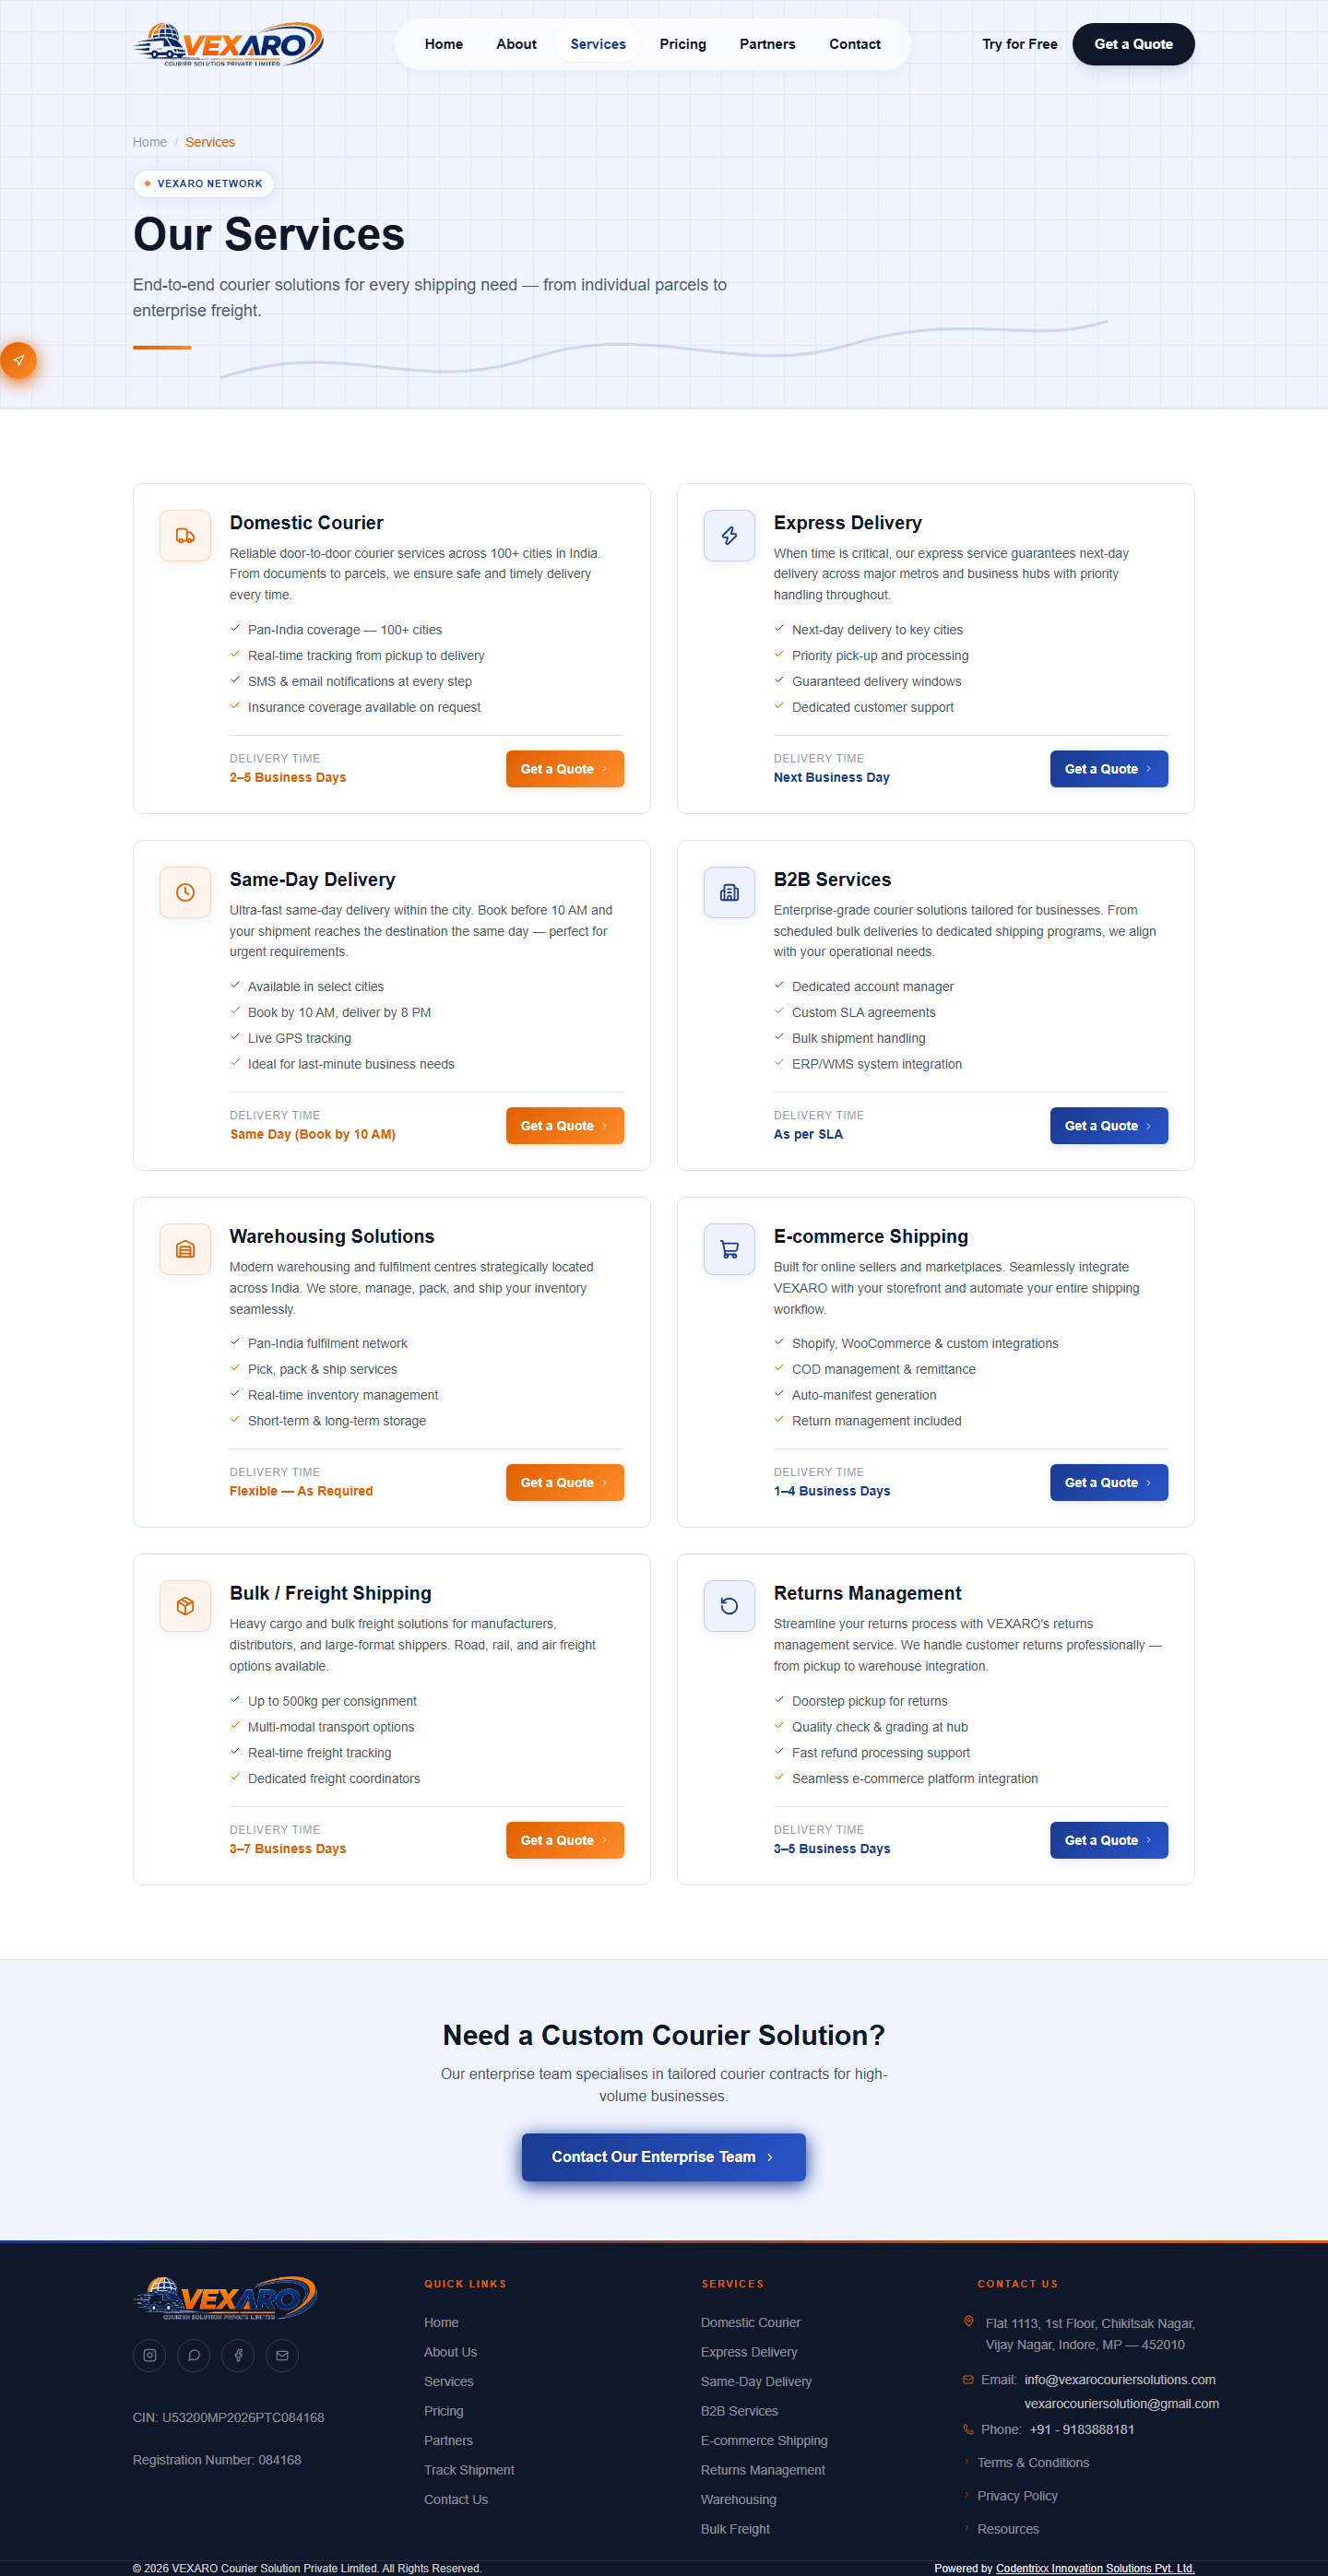 VEXARO
COURIER SOLUTION PRIVATE LIMITED
Home
About
Services
Pricing
Partners
Contact
Try for Free
Get a Quote
Home / Services
VEXARO NETWORK
Our Services
End-to-end courier solutions for every shipping need — from individual parcels to
enterprise freight.
Domestic Courier
Reliable door-to-door courier services across 100+ cities in India.
From documents to parcels, we ensure safe and timely delivery
every time.
Pan-India coverage — 100+ cities
Real-time tracking from pickup to delivery
SMS & email notifications at every step
Insurance coverage available on request
DELIVERY TIME
2–5 Business Days
Get a Quote
Express Delivery
When time is critical, our express service guarantees next-day
delivery across major metros and business hubs with priority
handling throughout.
Next-day delivery to key cities
Priority pick-up and processing
Guaranteed delivery windows
Dedicated customer support
DELIVERY TIME
Next Business Day
Get a Quote
Same-Day Delivery
Ultra-fast same-day delivery within the city. Book before 10 AM and
your shipment reaches the destination the same day — perfect for
urgent requirements.
Available in select cities
Book by 10 AM, deliver by 8 PM
Live GPS tracking
Ideal for last-minute business needs
DELIVERY TIME
Same Day (Book by 10 AM)
Get a Quote
B2B Services
Enterprise-grade courier solutions tailored for businesses. From
scheduled bulk deliveries to dedicated shipping programs, we align
with your operational needs.
Dedicated account manager
Custom SLA agreements
Bulk shipment handling
ERP/WMS system integration
DELIVERY TIME
As per SLA
Get a Quote
Warehousing Solutions
Modern warehousing and fulfilment centres strategically located
across India. We store, manage, pack, and ship your inventory
seamlessly.
Pan-India fulfilment network
Pick, pack & ship services
Real-time inventory management
Short-term & long-term storage
DELIVERY TIME
Flexible — As Required
Get a Quote
E-commerce Shipping
Built for online sellers and marketplaces. Seamlessly integrate
VEXARO with your storefront and automate your entire shipping
workflow.
Shopify, WooCommerce & custom integrations
COD management & remittance
Auto-manifest generation
Return management included
DELIVERY TIME
1–4 Business Days
Get a Quote
Bulk / Freight Shipping
Heavy cargo and bulk freight solutions for manufacturers,
distributors, and large-format shippers. Road, rail, and air freight
options available.
Up to 500kg per consignment
Multi-modal transport options
Real-time freight tracking
Dedicated freight coordinators
DELIVERY TIME
3–7 Business Days
Get a Quote
Returns Management
Streamline your returns process with VEXARO's returns
management service. We handle customer returns professionally —
from pickup to warehouse integration.
Doorstep pickup for returns
Quality check & grading at hub
Fast refund processing support
Seamless e-commerce platform integration
DELIVERY TIME
3–5 Business Days
Get a Quote
Need a Custom Courier Solution?
Our enterprise team specialises in tailored courier contracts for high-
volume businesses.
Contact Our Enterprise Team
VEXARO
COURIER SOLUTION PRIVATE LIMITED
CIN: U53200MP2026PTC084168
Registration Number: 084168
QUICK LINKS
Home
About Us
Services
Pricing
Partners
Track Shipment
Contact Us
SERVICES
Domestic Courier
Express Delivery
Same-Day Delivery
B2B Services
E-commerce Shipping
Returns Management
Warehousing
Bulk Freight
CONTACT US
Flat 1113, 1st Floor, Chikitsak Nagar,
Vijay Nagar, Indore, MP — 452010
Email: info@vexarocouriersolutions.com
vexarocouriersolution@gmail.com
Phone: +91 - 9183888181
Terms & Conditions
Privacy Policy
Resources
© 2026 VEXARO Courier Solution Private Limited. All Rights Reserved.
Powered by Codentrixx Innovation Solutions Pvt. Ltd.